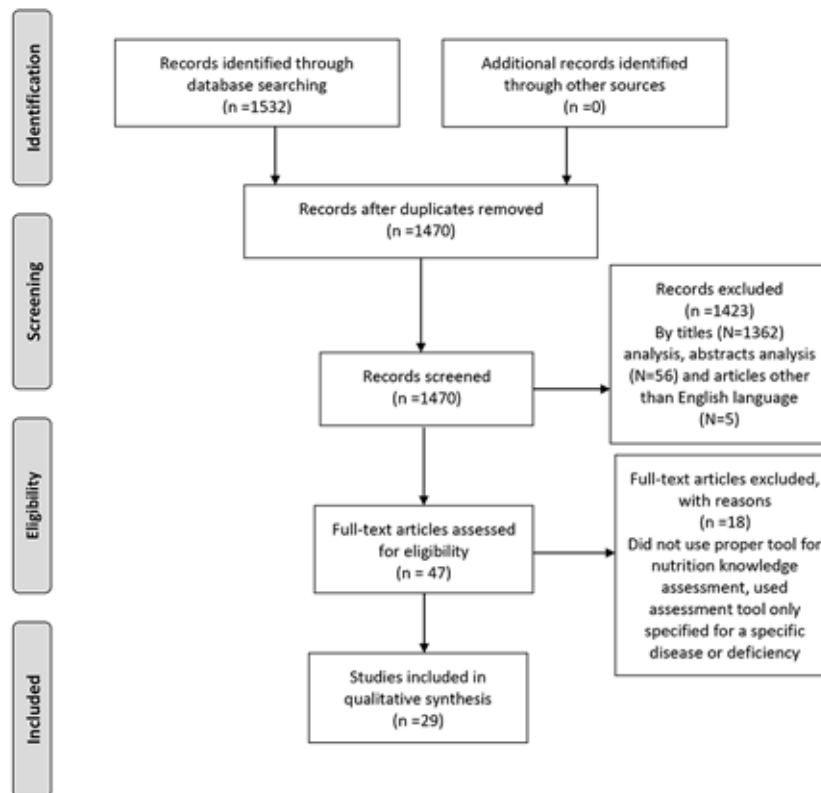 Identification
Records identified through
database searching
(n =1532)
Additional records identified
through other sources
(n =0)
Records after duplicates removed
(n =1470)
Screening
Records screened
(n =1470)
Records excluded
(n =1423)
By titles (N=1362)
analysis, abstracts analysis
(N=56) and articles other
than English language
(N=5)
Eligibility
Full-text articles assessed
for eligibility
(n = 47)
Full-text articles excluded,
with reasons
(n =18)
Did not use proper tool for
nutrition knowledge
assessment, used
assessment tool only
specified for a specific
disease or deficiency
Included
Studies included in
qualitative synthesis
(n =29)